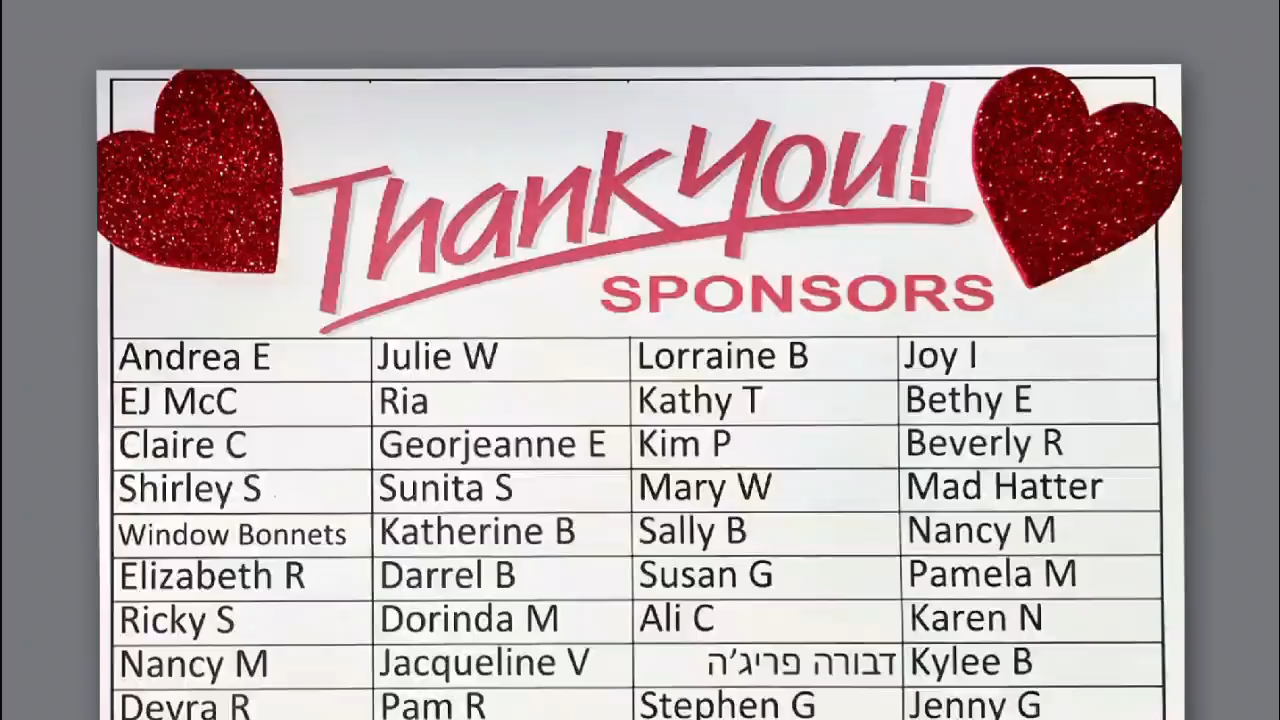 Thank You!
SPONSORS
Andrea E Julie W Lorraine B Joy I
EJ McC Ria Kathy T Bethy E
Claire C Georjeanne E Kim P Beverly R
Shirley S Sunita S Mary W Mad Hatter
Window Bonnets Katherine B Sally B Nancy M
Elizabeth R Darrel B Susan G Pamela M
Ricky S Dorinda M Ali C Karen N
Nancy M Jacqueline V דבורה פריג'ה Kylee B
Devra R Pam R Stephen G Jenny G